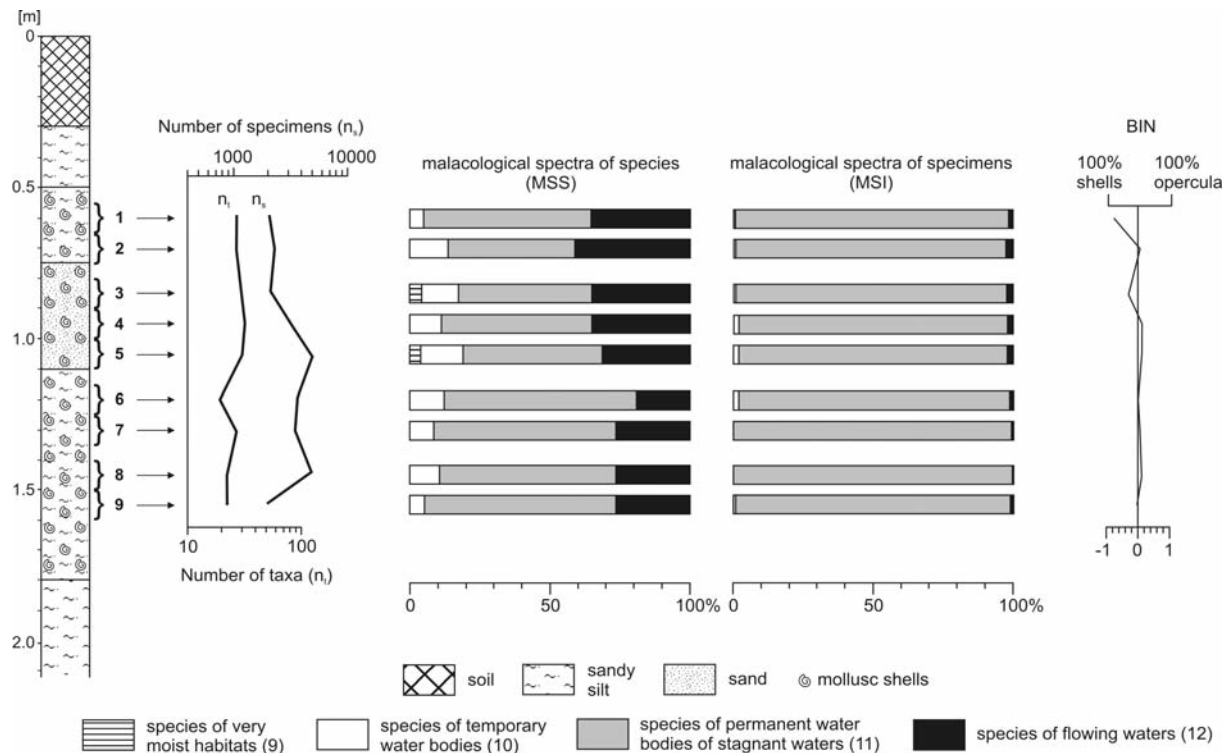 [m]
0
0.5
1.0
1.5
2.0
1
2
3
4
5
6
7
8
9
Number of specimens (nₛ)
1000 10000
nₜ nₛ
10 100
Number of taxa (nₜ)
malacological spectra of species
(MSS)
0 50 100%
malacological spectra of specimens
(MSI)
0 50 100%
BIN
100% 100%
shells opercula
-1 0 1
soil
sandy
silt
sand
mollusc shells
species of very
moist habitats (9)
species of temporary
water bodies (10)
species of permanent water
bodies of stagnant waters (11)
species of flowing waters (12)